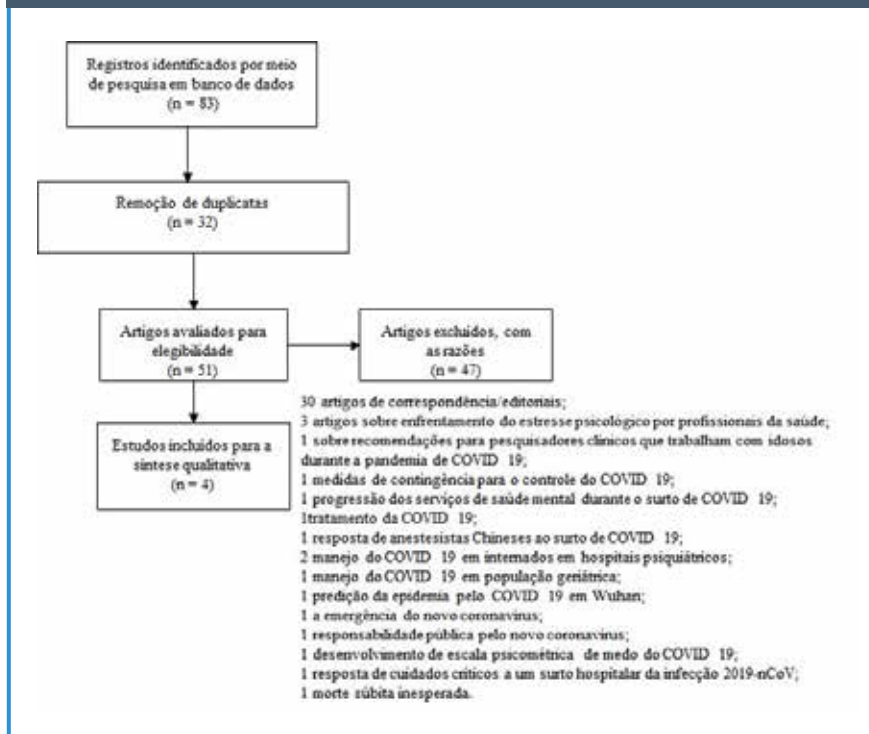 Registros identificados por meio
de pesquisa em banco de dados
(n = 83)
Remoção de duplicatas
(n = 32)
Artigos avaliados para
elegibilidade
(n = 51)
Artigos excluídos, com
as razões
(n = 47)
Estudos incluídos para a
síntese qualitativa
(n = 4)
30 artigos de correspondência/editoriais;
3 artigos sobre enfrentamento do estresse psicológico por profissionais da saúde;
1 sobre recomendações para pesquisadores clínicos que trabalham com idosos
durante a pandemia de COVID 19;
1 medidas de contingência para o controle do COVID 19;
1 progressão dos serviços de saúde mental durante o surto de COVID 19;
1tratamento da COVID 19;
1 resposta de anestesistas Chineses ao surto de COVID 19;
2 manejo do COVID 19 em internados em hospitais psiquiátricos;
1 manejo do COVID 19 em população geriátrica;
1 predição da epidemia pelo COVID 19 em Wuhan;
1 a emergência do novo coronavirus;
1 responsabilidade pública pelo novo coronavirus;
1 desenvolvimento de escala psicométrica de medo do COVID 19;
1 resposta de cuidados críticos a um surto hospitalar da infecção 2019-nCoV;
1 morte súbita inesperada.